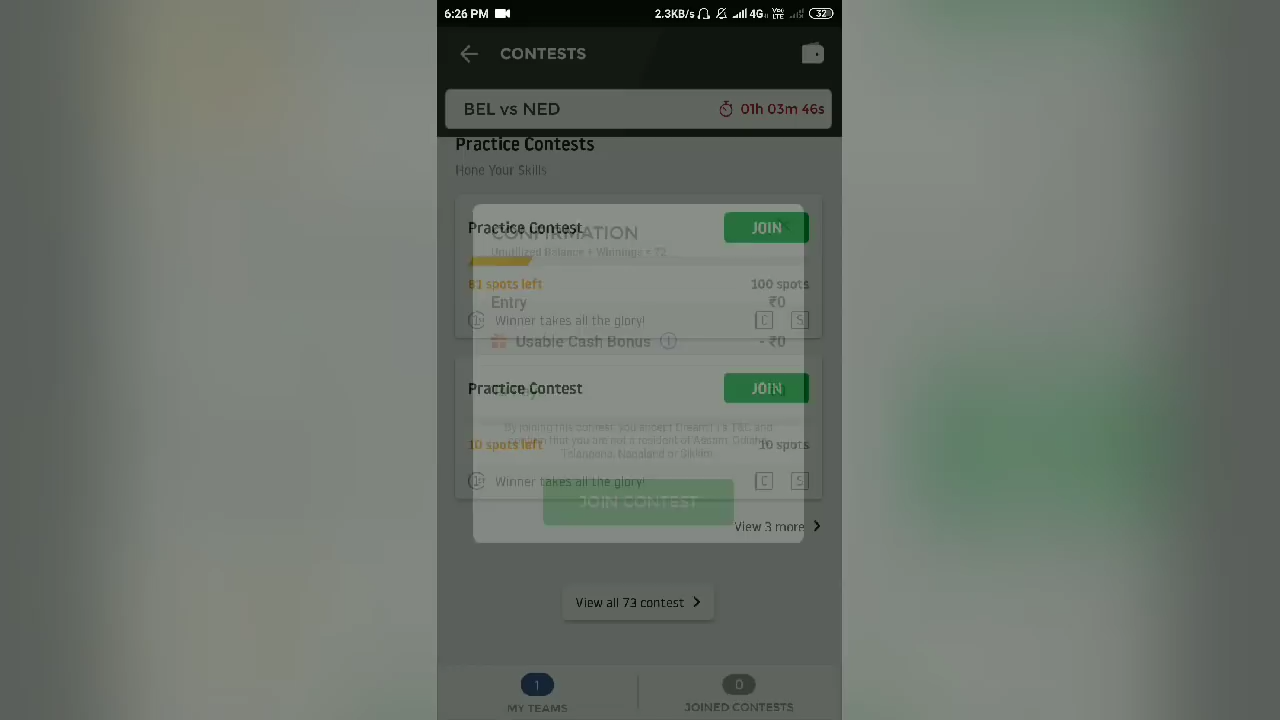 6:26 PM 2.3KB/s 4G VoLTE 32
CONTESTS
BEL vs NED 01h 03m 46s
Practice Contests
Hone Your Skills
Practice Contest JOIN
CONFIRMATION
Unutilized Balance + Winnings = ₹2
81 spots left 100 spots
Entry ₹0
Winner takes all the glory! C S
Usable Cash Bonus i - ₹0
Practice Contest JOIN
By joining this contest, you accept Dream11's T&C and
10 spots left 10 spots
confirm that you are not a resident of Assam, Odisha,
Telangana, Nagaland or Sikkim.
Winner takes all the glory! C S
JOIN CONTEST
View 3 more
View all 73 contest
1 0
MY TEAMS JOINED CONTESTS